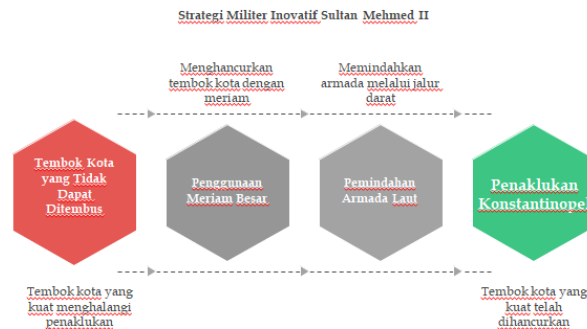 Strategi Militer Inovatif Sultan Mehmed II
Menghancurkan
tembok kota dengan
meriam
Memindahkan
armada melalui jalur
darat
Tembok Kota
yang Tidak
Dapat
Ditembus
Penggunaan
Meriam Besar
Pemindahan
Armada Laut
Penaklukan
Konstantinopel
Tembok kota yang
kuat menghalangi
penaklukan
Tembok kota yang
kuat telah
dihancurkan